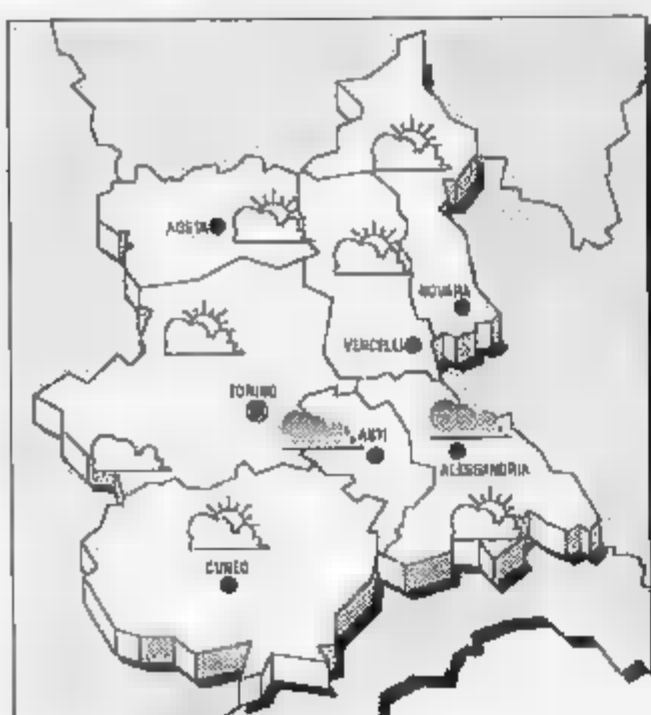 AOSTA
NOVARA
VERCELLI
TORINO
ASTI
ALESSANDRIA
CUNEO